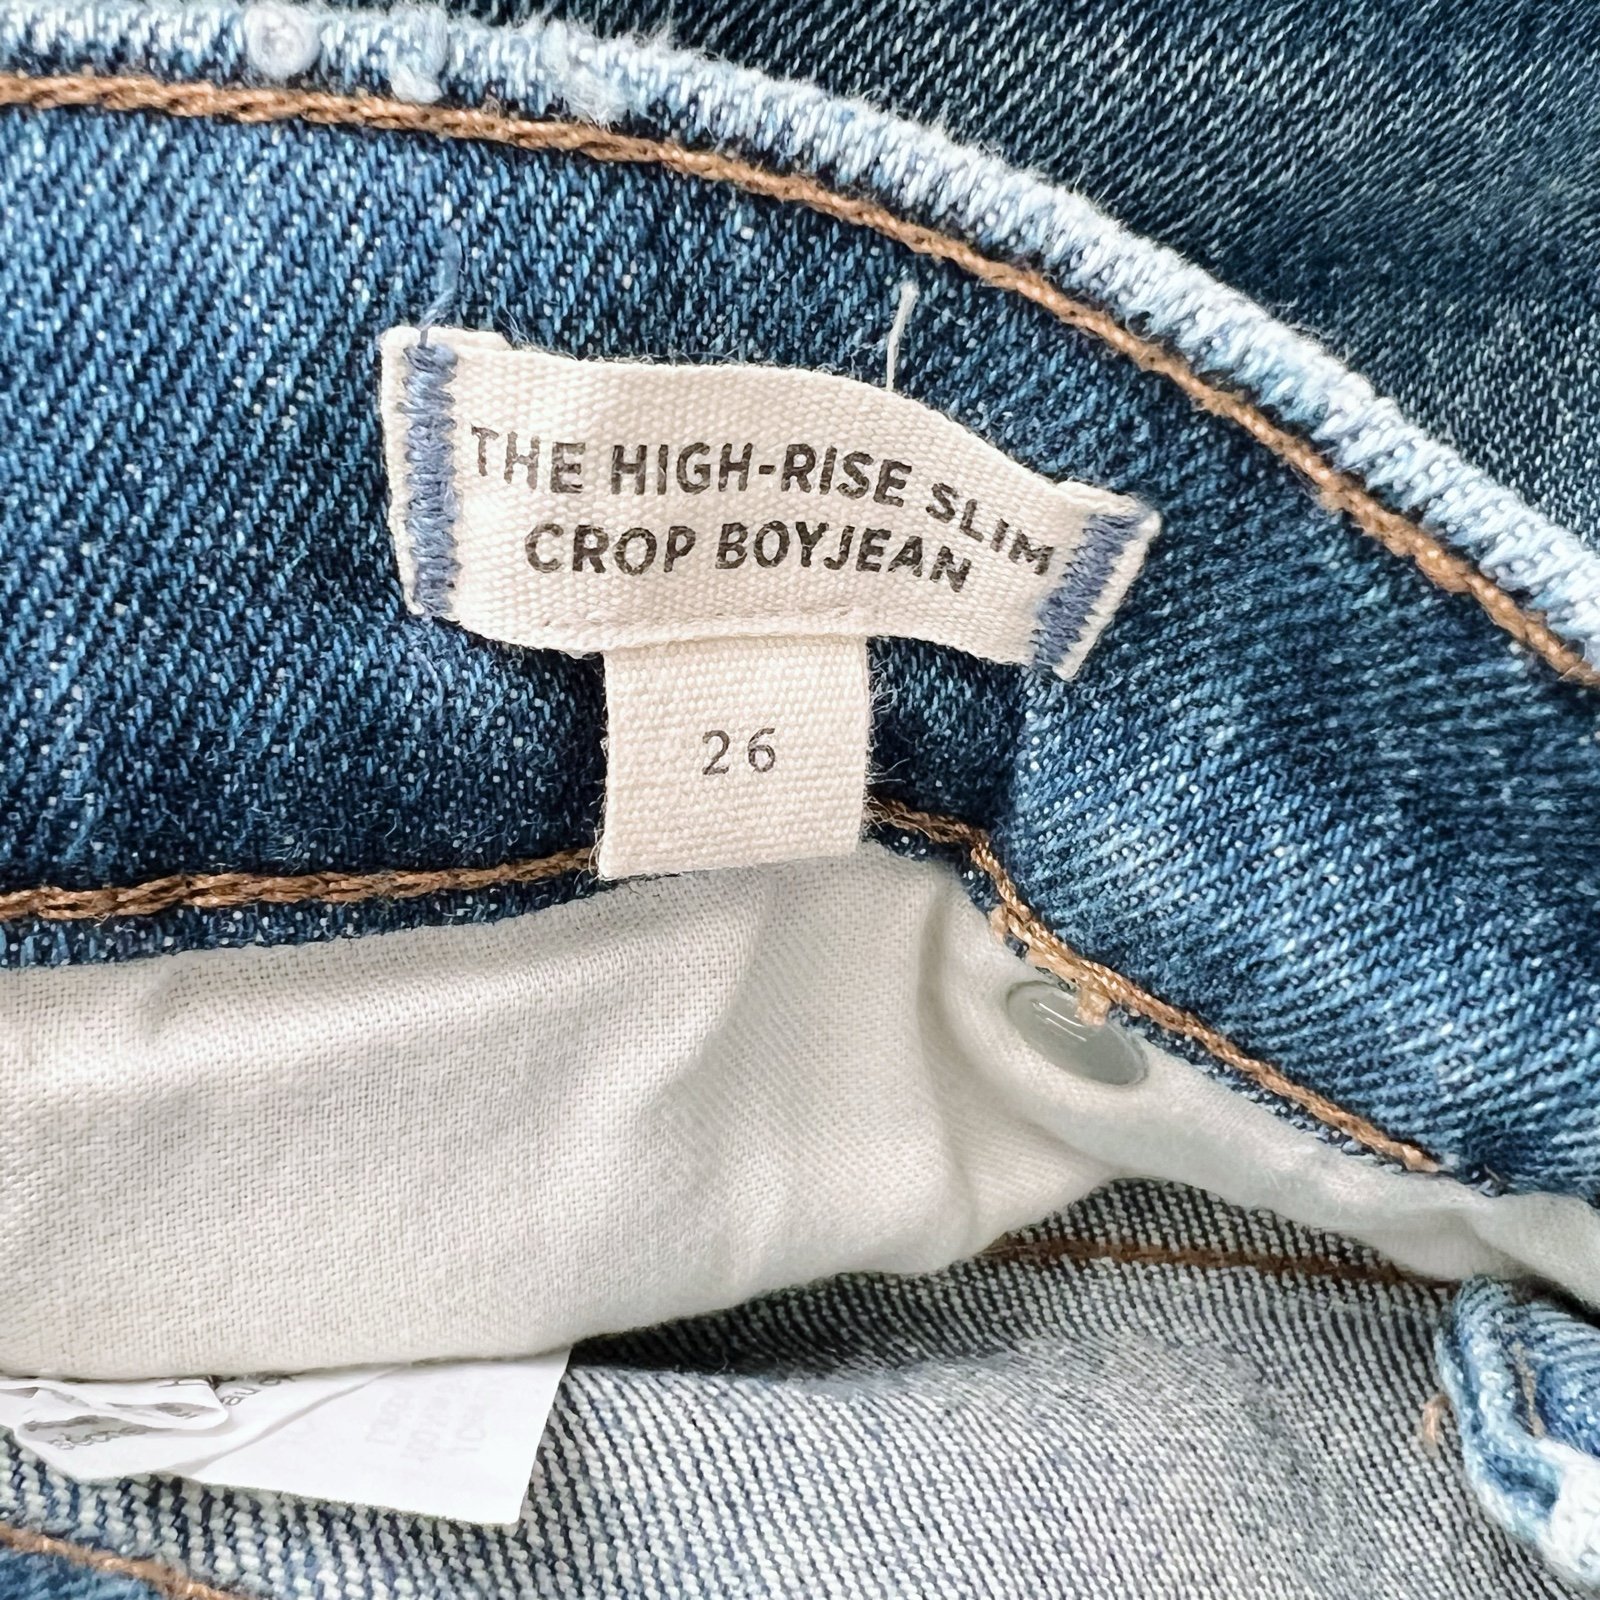 THE HIGH-RISE SLIM
CROP BOYJEAN
26